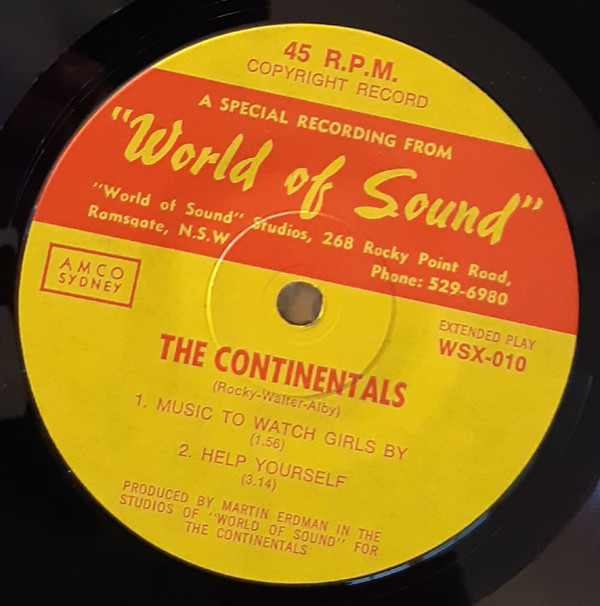 45 R.P.M.
COPYRIGHT RECORD
A SPECIAL RECORDING FROM
"World of Sound"
"World of Sound" Studios, 268 Rocky Point Road,
Ramsgate, N.S.W. Phone: 529-6980
AMCO
SYDNEY
EXTENDED PLAY
WSX-010
THE CONTINENTALS
(Rocky-Walter-Alby)
1. MUSIC TO WATCH GIRLS BY
(1.56)
2. HELP YOURSELF
(3.14)
PRODUCED BY MARTIN ERDMAN IN THE
STUDIOS OF "WORLD OF SOUND" FOR
THE CONTINENTALS